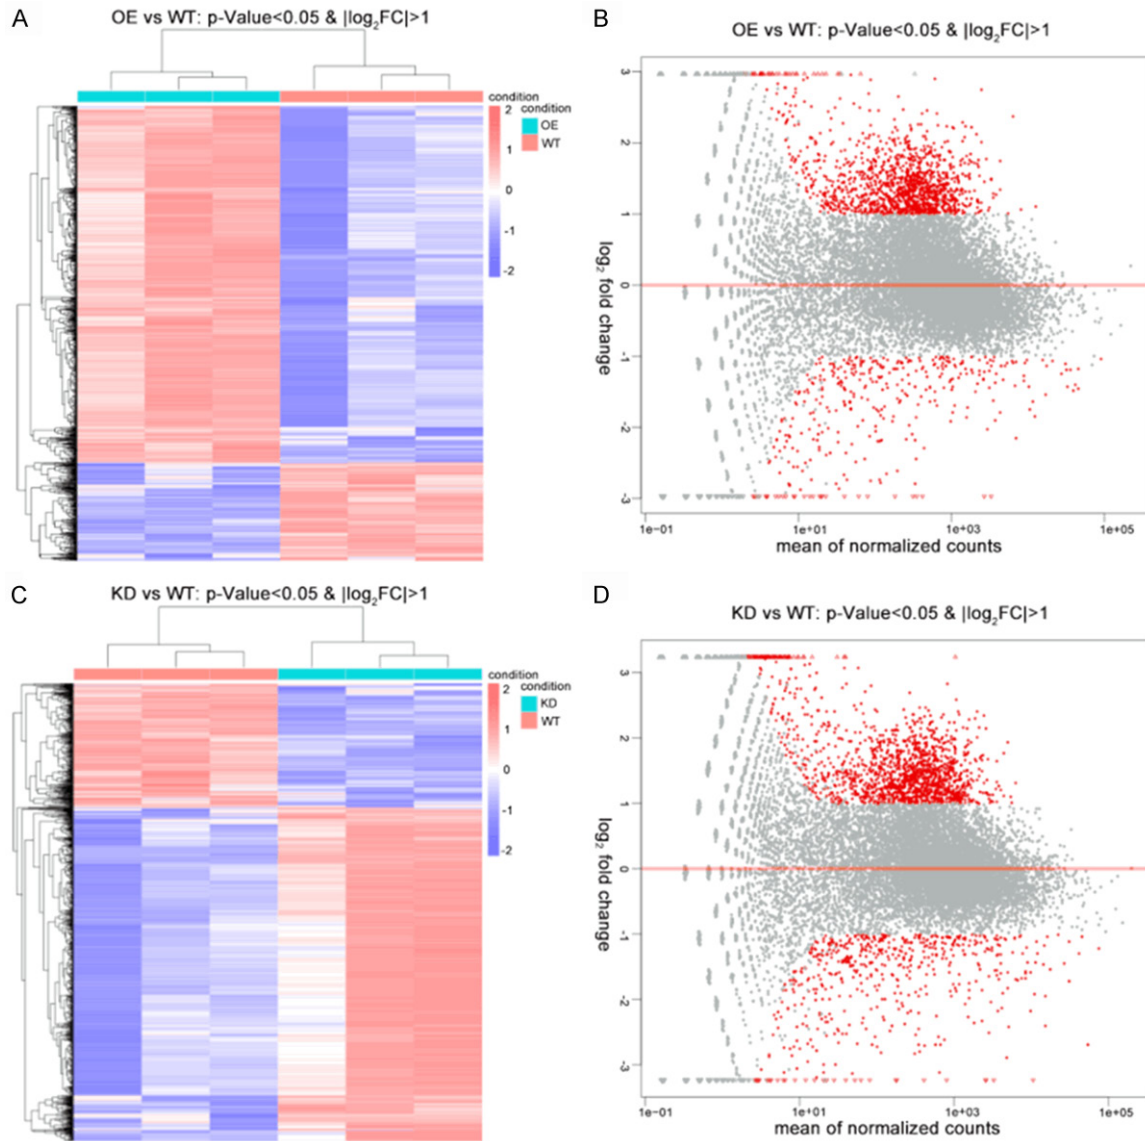 A
OE vs WT: p-Value<0.05 & |log₂FC|>1
condition
2
1
0
-1
-2
condition
OE
WT
B
OE vs WT: p-Value<0.05 & |log₂FC|>1
log₂ fold change
3
2
1
0
-1
-2
-3
1e-01
1e+01
1e+03
1e+05
mean of normalized counts
C
KD vs WT: p-Value<0.05 & |log₂FC|>1
condition
2
1
0
-1
-2
condition
KD
WT
D
KD vs WT: p-Value<0.05 & |log₂FC|>1
log₂ fold change
3
2
1
0
-1
-2
-3
1e-01
1e+01
1e+03
1e+05
mean of normalized counts